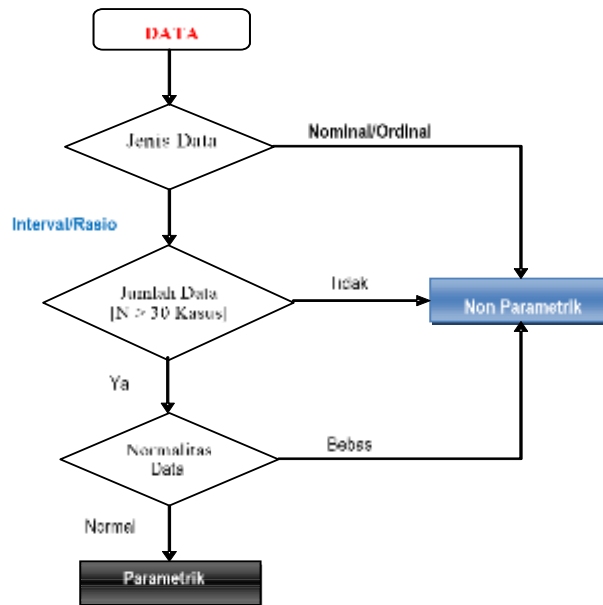 DATA
Jenis Data
Nominal/Ordinal
Interval/Rasio
Jumlah Data
[N > 30 Kasus]
Tidak
Non Parametrik
Ya
Normalitas
Data
Bebas
Normal
Parametrik